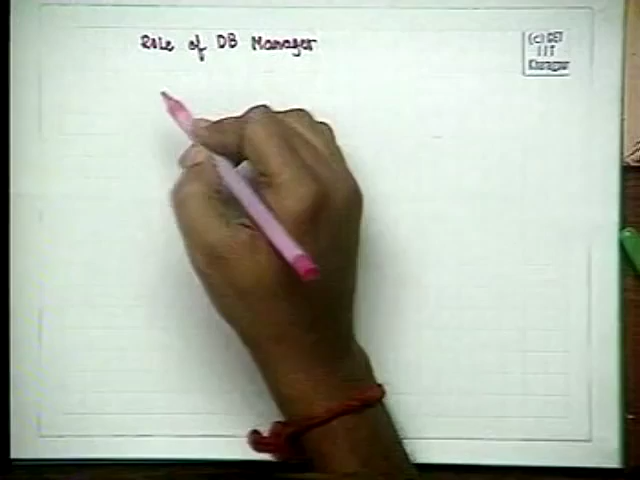 Role of DB Manager
(C) CET
IIT
Kharagpur